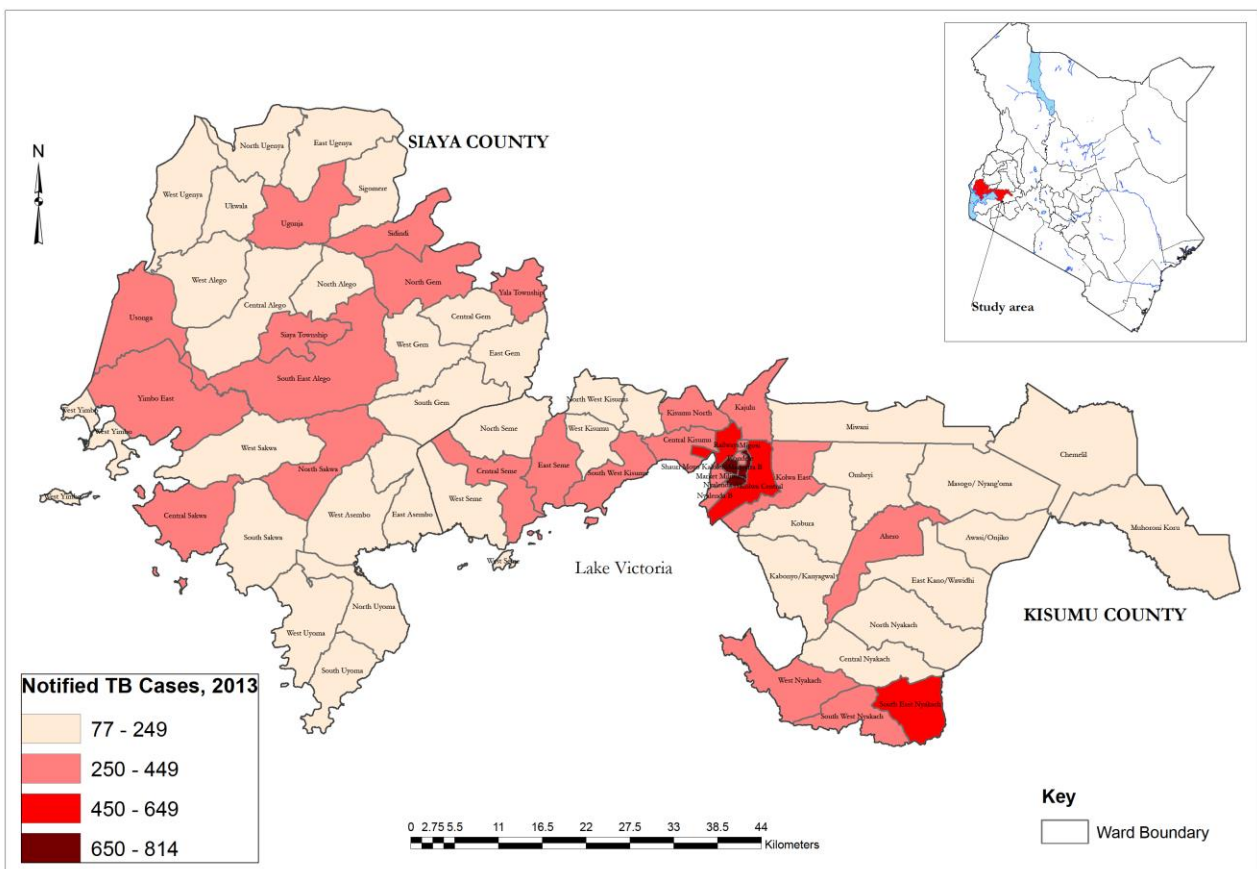 SIAYA COUNTY
N
North Ugenya
East Ugenya
West Ugenya
Ukwala
Sigomere
Ugunja
Sidindi
West Alego
North Alego
North Gem
Yala Township
Central Alego
Usonga
Siaya Township
Central Gem
West Gem
East Gem
South East Alego
Yimbo East
South Gem
West Yimbo
West Yimbo
West Yimbo
West Sakwa
North Sakwa
Central Sakwa
South Sakwa
West Asembo
East Asembo
North Uyoma
West Uyoma
South Uyoma
North Seme
Central Seme
East Seme
West Seme
West Seme
North West Kisumu
West Kisumu
South West Kisumu
Kisumu North
Central Kisumu
Kajulu
Kolwa East
Nyalenda B
Miwani
Chemelil
Ombeyi
Masogo/ Nyang'oma
Muhoroni Koru
Kobura
Ahero
Awasi/Onjiko
Kabonyo/Kanyagwal
East Kano/Wawidhi
North Nyakach
Central Nyakach
West Nyakach
South West Nyakach
South East Nyakach
Lake Victoria
KISUMU COUNTY
Study area
Notified TB Cases, 2013
77 - 249
250 - 449
450 - 649
650 - 814
0 2.75 5.5 11 16.5 22 27.5 33 38.5 44
Kilometers
Key
Ward Boundary